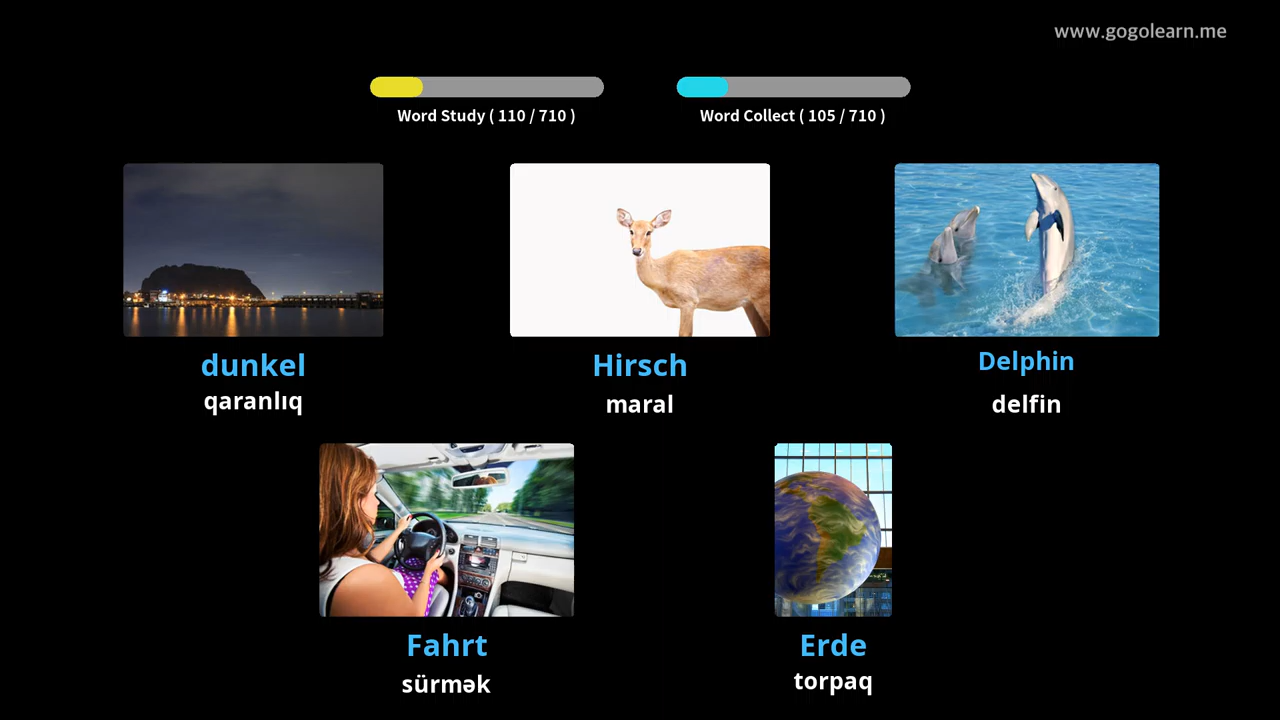 www.gogolearn.me
Word Study ( 110 / 710 )
Word Collect ( 105 / 710 )
dunkel
qaranlıq
Hirsch
maral
Delphin
delfin
Fahrt
sürmək
Erde
torpaq